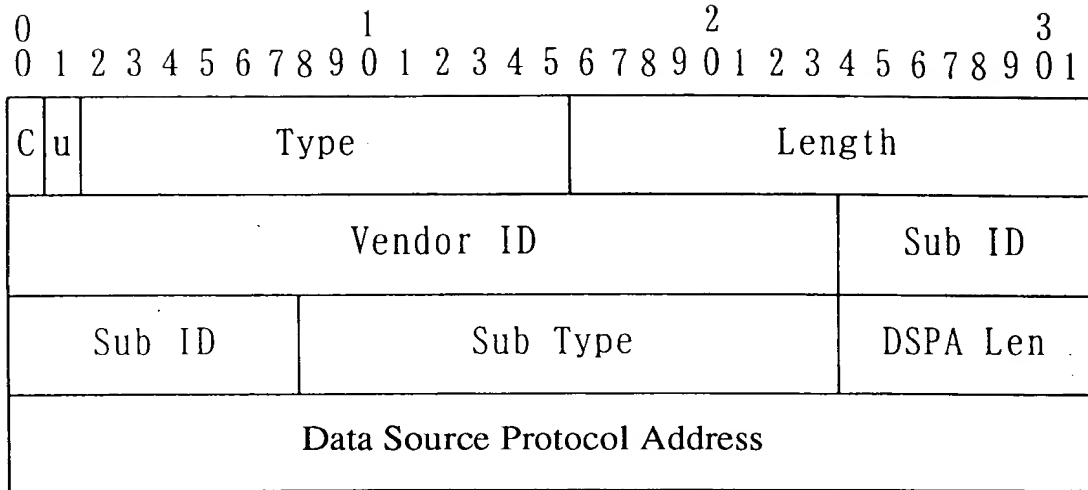 0 1 2 3
0 1 2 3 4 5 6 7 8 9 0 1 2 3 4 5 6 7 8 9 0 1 2 3 4 5 6 7 8 9 0 1
C u Type Length
Vendor ID Sub ID
Sub ID Sub Type DSPA Len
Data Source Protocol Address